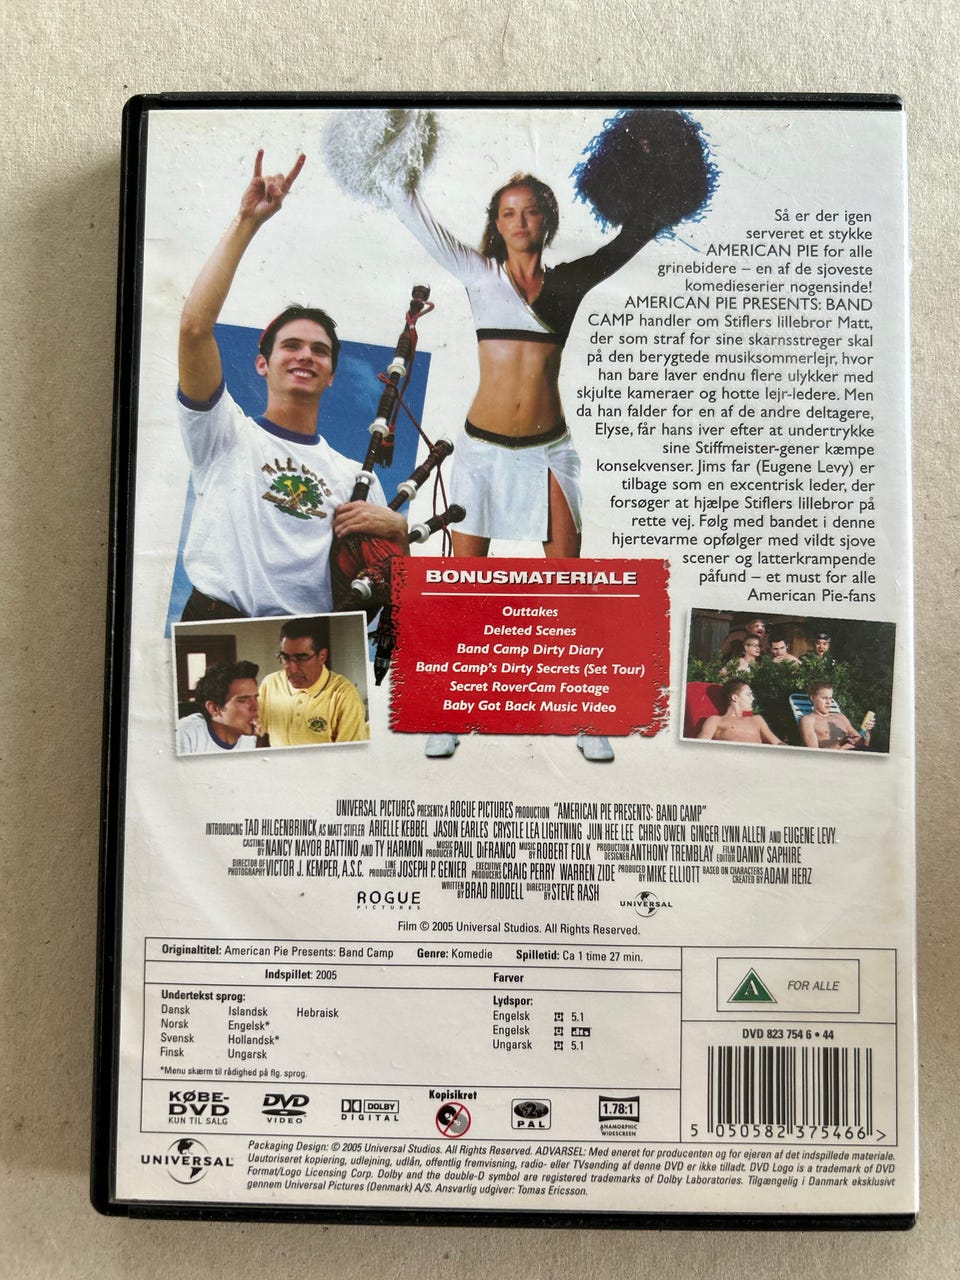 Så er der igen
serveret et stykke
AMERICAN PIE for alle
grinebidere – en af de sjoveste
komedieserier nogensinde!
AMERICAN PIE PRESENTS: BAND
CAMP handler om Stiflers lillebror Matt,
der som straf for sine skarnsstreger skal
på den berygtede musiksommerlejr, hvor
han bare laver endnu flere ulykker med
skjulte kameraer og hotte lejr-ledere. Men
da han falder for en af de andre deltagere,
Elyse, får hans iver efter at undertrykke
sine Stiffmeister-gener kæmpe
konsekvenser. Jims far (Eugene Levy) er
tilbage som en excentrisk leder, der
forsøger at hjælpe Stiflers lillebror på
rette vej. Følg med bandet i denne
hjertevarme opfølger med vildt sjove
scener og latterkrampende
påfund – et must for alle
American Pie-fans
BONUSMATERIALE
Outtakes
Deleted Scenes
Band Camp Dirty Diary
Band Camp's Dirty Secrets (Set Tour)
Secret RoverCam Footage
Baby Got Back Music Video
UNIVERSAL PICTURES PRESENTS A ROGUE PICTURES PRODUCTION "AMERICAN PIE PRESENTS: BAND CAMP"
INTRODUCING TAD HILGENBRINCK AS MATT STIFLER ARIELLE KEBBEL JASON EARLES CRYSTLE LEA LIGHTNING JUN HEE LEE CHRIS OWEN GINGER LYNN ALLEN AND EUGENE LEVY
CASTING BY NANCY NAYOR BATTINO AND TY HARMON MUSIC PRODUCER PAUL DiFRANCO MUSIC BY ROBERT FOLK PRODUCTION DESIGNER ANTHONY TREMBLAY FILM EDITOR DANNY SAPHIRE
DIRECTOR OF PHOTOGRAPHY VICTOR J. KEMPER, A.S.C. LINE PRODUCER JOSEPH P. GENIER EXECUTIVE PRODUCERS CRAIG PERRY WARREN ZIDE PRODUCED BY MIKE ELLIOTT BASED ON CHARACTERS CREATED BY ADAM HERZ
WRITTEN BY BRAD RIDDELL DIRECTED BY STEVE RASH
ROGUE
PICTURES
UNIVERSAL
Film © 2005 Universal Studios. All Rights Reserved.
Originaltitel: American Pie Presents: Band Camp Genre: Komedie Spilletid: Ca 1 time 27 min.
Indspillet: 2005 Farver
Undertekst sprog:
Dansk Islandsk Hebraisk
Norsk Engelsk*
Svensk Hollandsk*
Finsk Ungarsk
*Menu skærm til rådighed på flg. sprog.
Lydspor:
Engelsk 5.1
Engelsk dts
Ungarsk 5.1
A FOR ALLE
DVD 823 754 6 • 44
5 050582 375466 >
KØBE-
DVD
KUN TIL SALG
DVD
VIDEO
DOLBY
DIGITAL
Kopisikret
2
PAL
1.78:1
ANAMORPHIC
WIDESCREEN
UNIVERSAL
Packaging Design: © 2005 Universal Studios. All Rights Reserved. ADVARSEL: Med eneret for producenten og for ejeren af det indspillede materiale.
Uautoriseret kopiering, udlejning, udlån, offentlig fremvisning, radio- eller TVsending af denne DVD er ikke tilladt. DVD Logo is a trademark of DVD
Format/Logo Licensing Corp. Dolby and the double-D symbol are registered trademarks of Dolby Laboratories. Tilgængelig i Danmark eksklusivt
gennem Universal Pictures (Denmark) A/S. Ansvarlig udgiver: Tomas Ericsson.